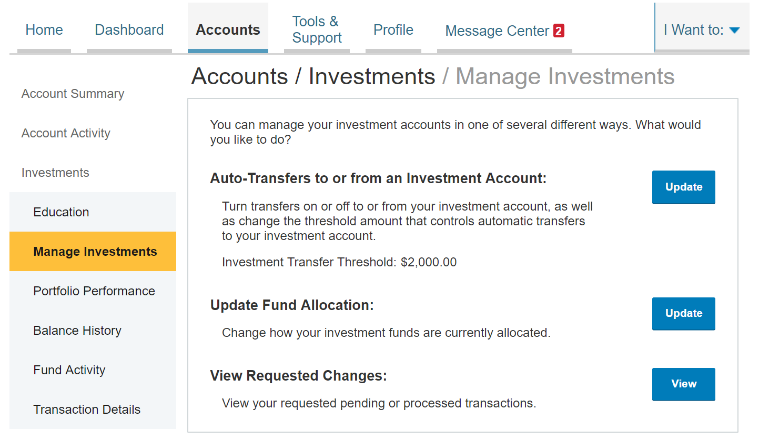 Home
Dashboard
Accounts
Tools &
Support
Profile
Message Center 2
I Want to:
Account Summary
Account Activity
Investments
Education
Manage Investments
Portfolio Performance
Balance History
Fund Activity
Transaction Details
Accounts / Investments / Manage Investments
You can manage your investment accounts in one of several different ways. What would
you like to do?
Auto-Transfers to or from an Investment Account:
Update
Turn transfers on or off to or from your investment account, as well
as change the threshold amount that controls automatic transfers
to your investment account.
Investment Transfer Threshold: $2,000.00
Update Fund Allocation:
Update
Change how your investment funds are currently allocated.
View Requested Changes:
View
View your requested pending or processed transactions.